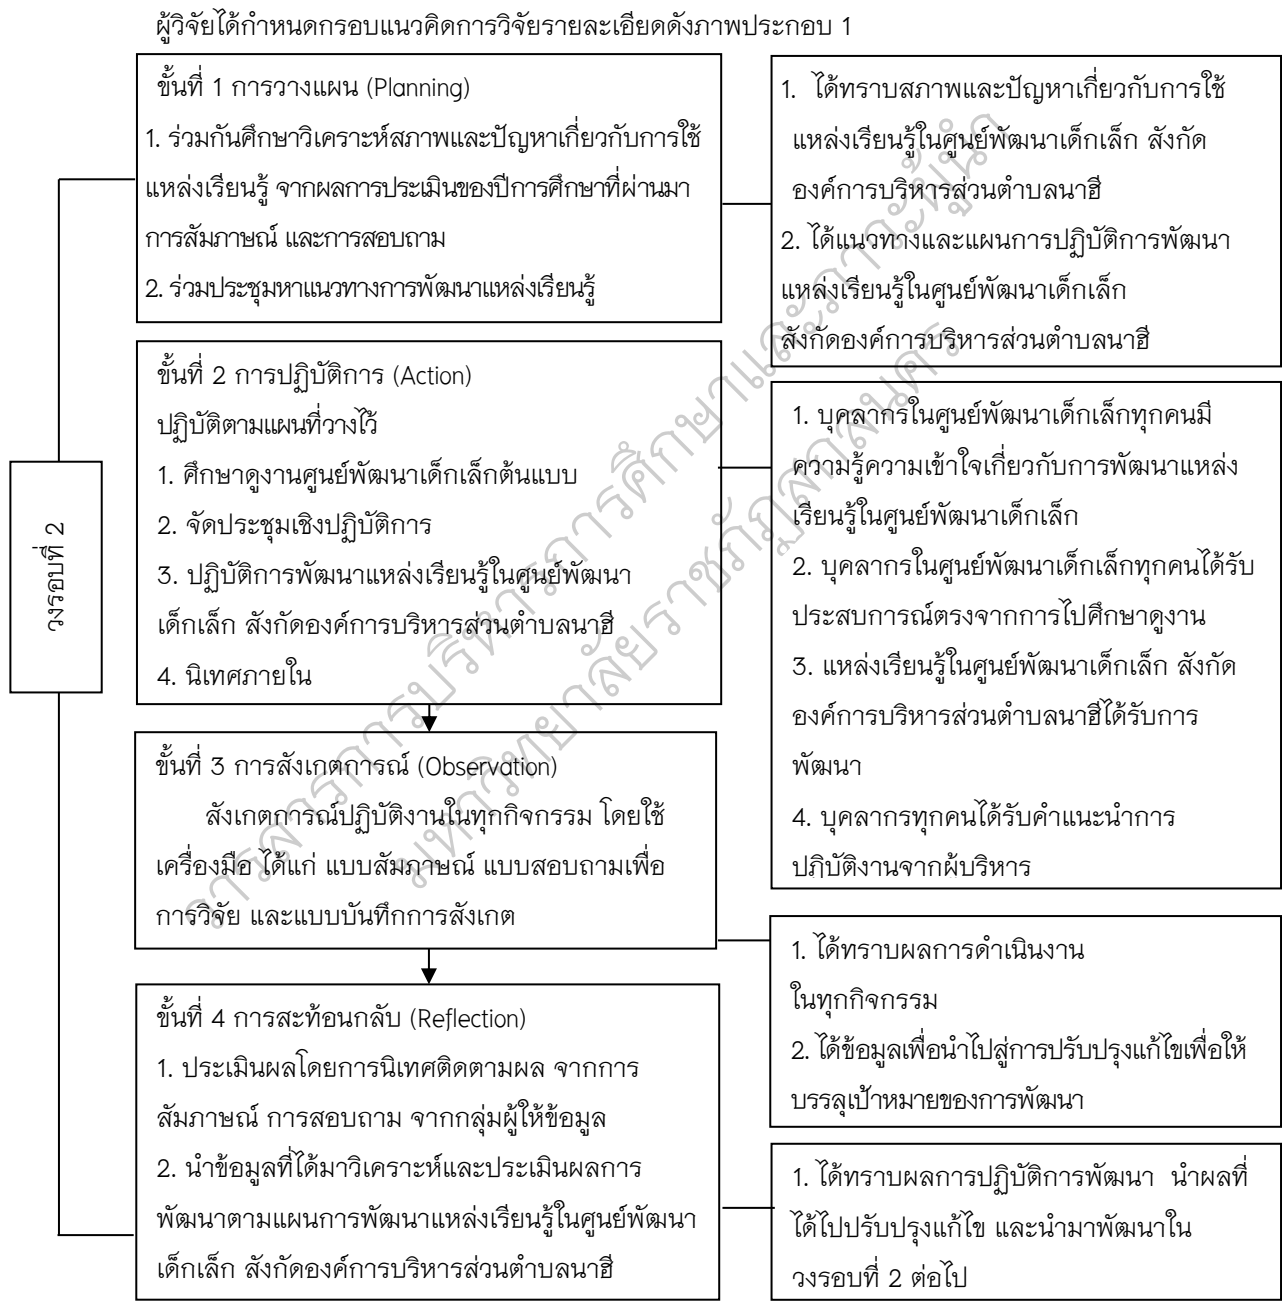 ผู้วิจัยได้กำหนดกรอบแนวคิดการวิจัยรายละเอียดดังภาพประกอบ 1
ขั้นที่ 1 การวางแผน (Planning)
1. ร่วมกันศึกษาวิเคราะห์สภาพและปัญหาเกี่ยวกับการใช้
แหล่งเรียนรู้ จากผลการประเมินของปีการศึกษาที่ผ่านมา
การสัมภาษณ์ และการสอบถาม
2. ร่วมประชุมหาแนวทางการพัฒนาแหล่งเรียนรู้
1. ได้ทราบสภาพและปัญหาเกี่ยวกับการใช้
แหล่งเรียนรู้ในศูนย์พัฒนาเด็กเล็ก สังกัด
องค์การบริหารส่วนตำบลนาฮี
2. ได้แนวทางและแผนการปฏิบัติการพัฒนา
แหล่งเรียนรู้ในศูนย์พัฒนาเด็กเล็ก
สังกัดองค์การบริหารส่วนตำบลนาฮี
ขั้นที่ 2 การปฏิบัติการ (Action)
ปฏิบัติตามแผนที่วางไว้
1. ศึกษาดูงานศูนย์พัฒนาเด็กเล็กต้นแบบ
2. จัดประชุมเชิงปฏิบัติการ
3. ปฏิบัติการพัฒนาแหล่งเรียนรู้ในศูนย์พัฒนา
เด็กเล็ก สังกัดองค์การบริหารส่วนตำบลนาฮี
4. นิเทศภายใน
1. บุคลากรในศูนย์พัฒนาเด็กเล็กทุกคนมี
ความรู้ความเข้าใจเกี่ยวกับการพัฒนาแหล่ง
เรียนรู้ในศูนย์พัฒนาเด็กเล็ก
2. บุคลากรในศูนย์พัฒนาเด็กเล็กทุกคนได้รับ
ประสบการณ์ตรงจากการไปศึกษาดูงาน
3. แหล่งเรียนรู้ในศูนย์พัฒนาเด็กเล็ก สังกัด
องค์การบริหารส่วนตำบลนาฮีได้รับการ
พัฒนา
4. บุคลากรทุกคนได้รับคำแนะนำการ
ปฏิบัติงานจากผู้บริหาร
วงรอบที่ 2
ขั้นที่ 3 การสังเกตการณ์ (Observation)
สังเกตการณ์ปฏิบัติงานในทุกกิจกรรม โดยใช้
เครื่องมือ ได้แก่ แบบสัมภาษณ์ แบบสอบถามเพื่อ
การวิจัย และแบบบันทึกการสังเกต
1. ได้ทราบผลการดำเนินงาน
ในทุกกิจกรรม
2. ได้ข้อมูลเพื่อนำไปสู่การปรับปรุงแก้ไขเพื่อให้
บรรลุเป้าหมายของการพัฒนา
ขั้นที่ 4 การสะท้อนกลับ (Reflection)
1. ประเมินผลโดยการนิเทศติดตามผล จากการ
สัมภาษณ์ การสอบถาม จากกลุ่มผู้ให้ข้อมูล
2. นำข้อมูลที่ได้มาวิเคราะห์และประเมินผลการ
พัฒนาตามแผนการพัฒนาแหล่งเรียนรู้ในศูนย์พัฒนา
เด็กเล็ก สังกัดองค์การบริหารส่วนตำบลนาฮี
1. ได้ทราบผลการปฏิบัติการพัฒนา นำผลที่
ได้ไปปรับปรุงแก้ไข และนำมาพัฒนาใน
วงรอบที่ 2 ต่อไป
วารสารการบริหารการศึกษาและภาวะผู้นำ
มหาวิทยาลัยราชภัฏสกลนคร